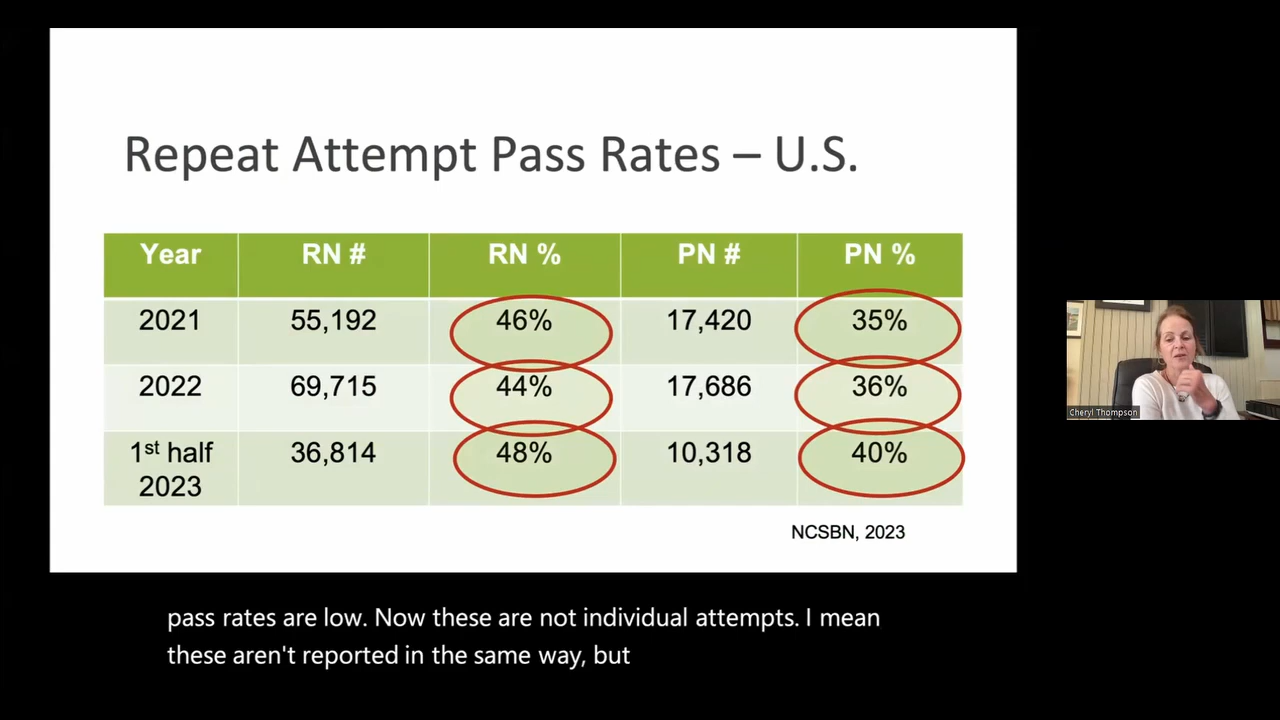 Repeat Attempt Pass Rates – U.S.
Year RN # RN % PN # PN %
2021 55,192 46% 17,420 35%
2022 69,715 44% 17,686 36%
1st half 36,814 48% 10,318 40%
2023
NCSBN, 2023
Cheryl Thompson
pass rates are low. Now these are not individual attempts. I mean
these aren't reported in the same way, but